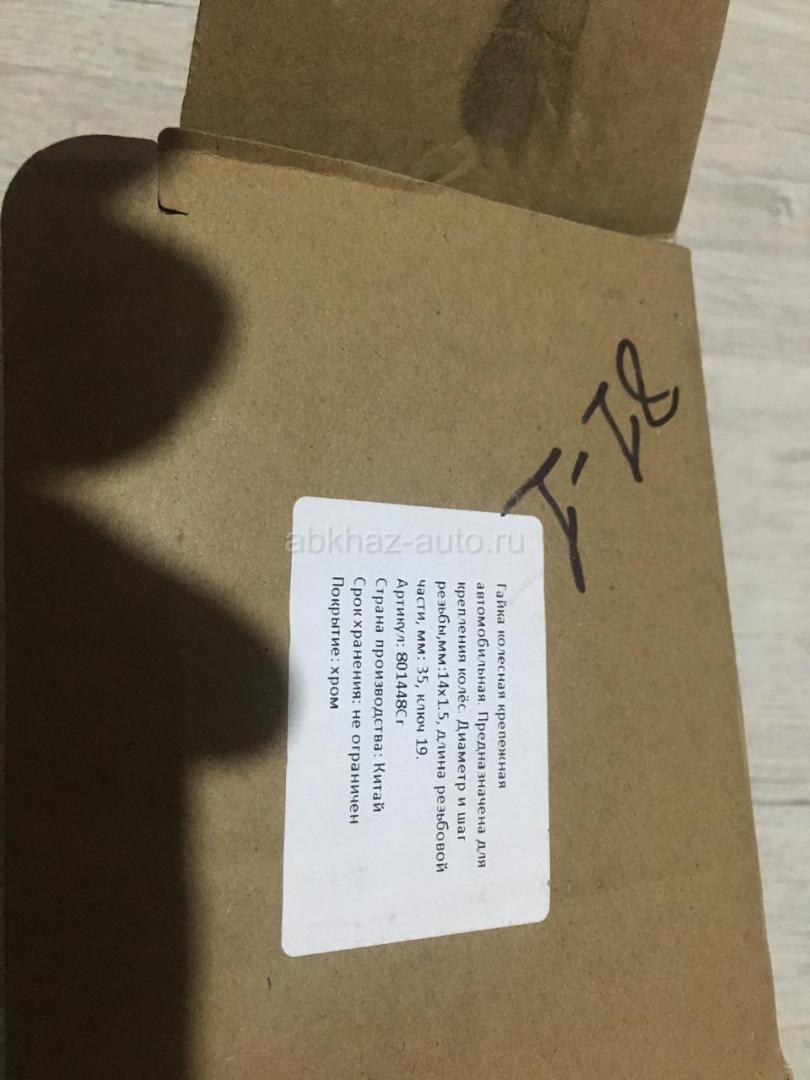 Гайка колесная крепежная
автомобильная. Предназначена для
крепления колёс. Диаметр и шаг
резьбы,мм:14х1.5, длина резьбовой
части, мм: 35, ключ 19.
Артикул: 801448Cr
Страна производства: Китай
Срок хранения: не ограничен
Покрытие: хром
abkhaz-auto.ru